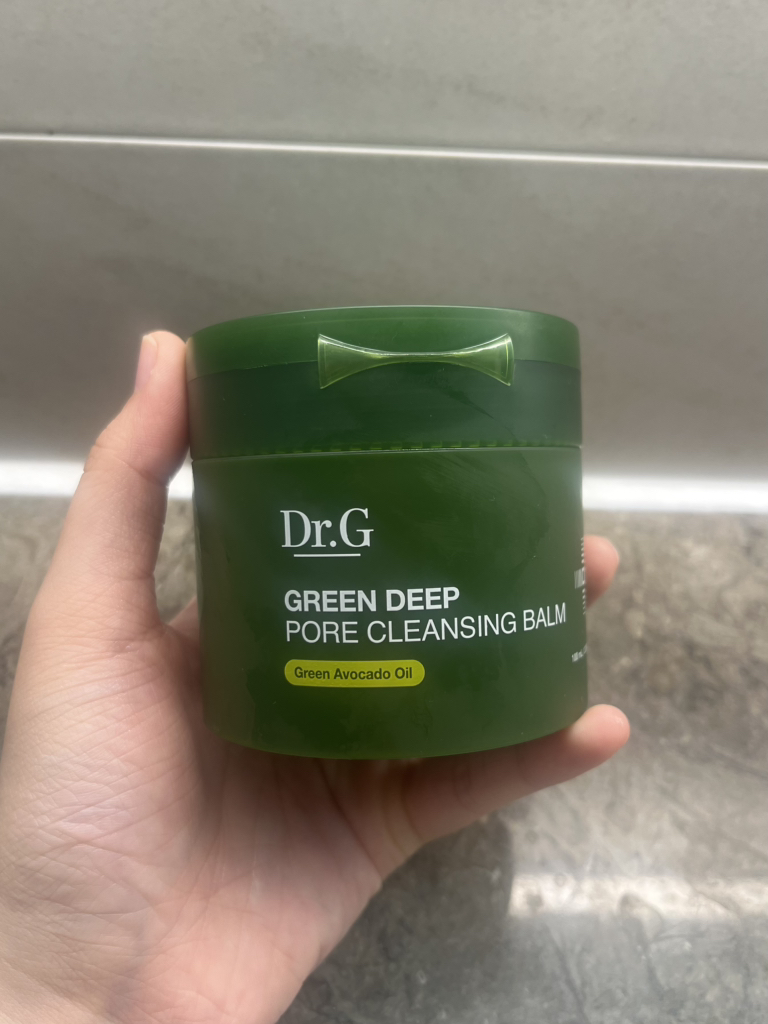 Dr.G
GREEN DEEP
PORE CLEANSING BALM
Green Avocado Oil